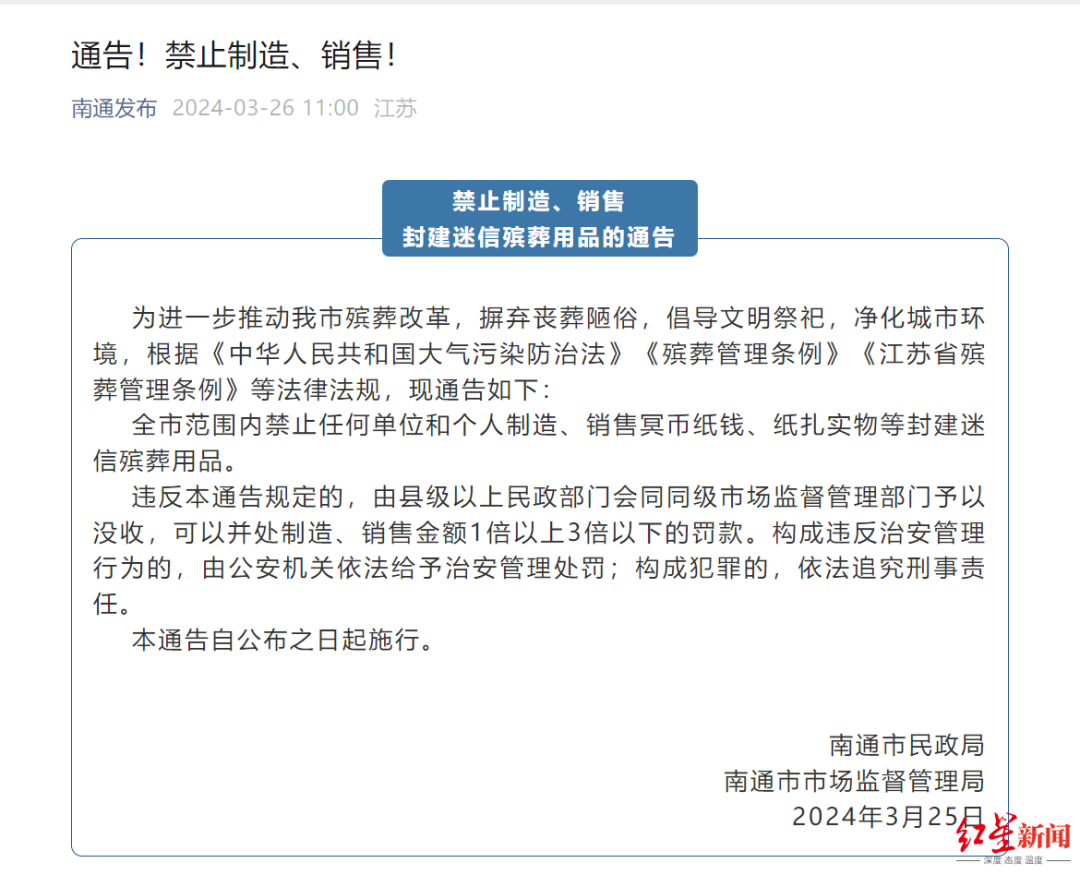 通告！禁止制造、销售！
南通发布 2024-03-26 11:00 江苏
禁止制造、销售
封建迷信殡葬用品的通告
为进一步推动我市殡葬改革，摒弃丧葬陋俗，倡导文明祭祀，净化城市环
境，根据《中华人民共和国大气污染防治法》《殡葬管理条例》《江苏省殡
葬管理条例》等法律法规，现通告如下：
全市范围内禁止任何单位和个人制造、销售冥币纸钱、纸扎实物等封建迷
信殡葬用品。
违反本通告规定的，由县级以上民政部门会同同级市场监督管理部门予以
没收，可以并处制造、销售金额1倍以上3倍以下的罚款。构成违反治安管理
行为的，由公安机关依法给予治安管理处罚；构成犯罪的，依法追究刑事责
任。
本通告自公布之日起施行。
南通市民政局
南通市市场监督管理局
2024年3月25日
红星新闻
深度 态度 温度